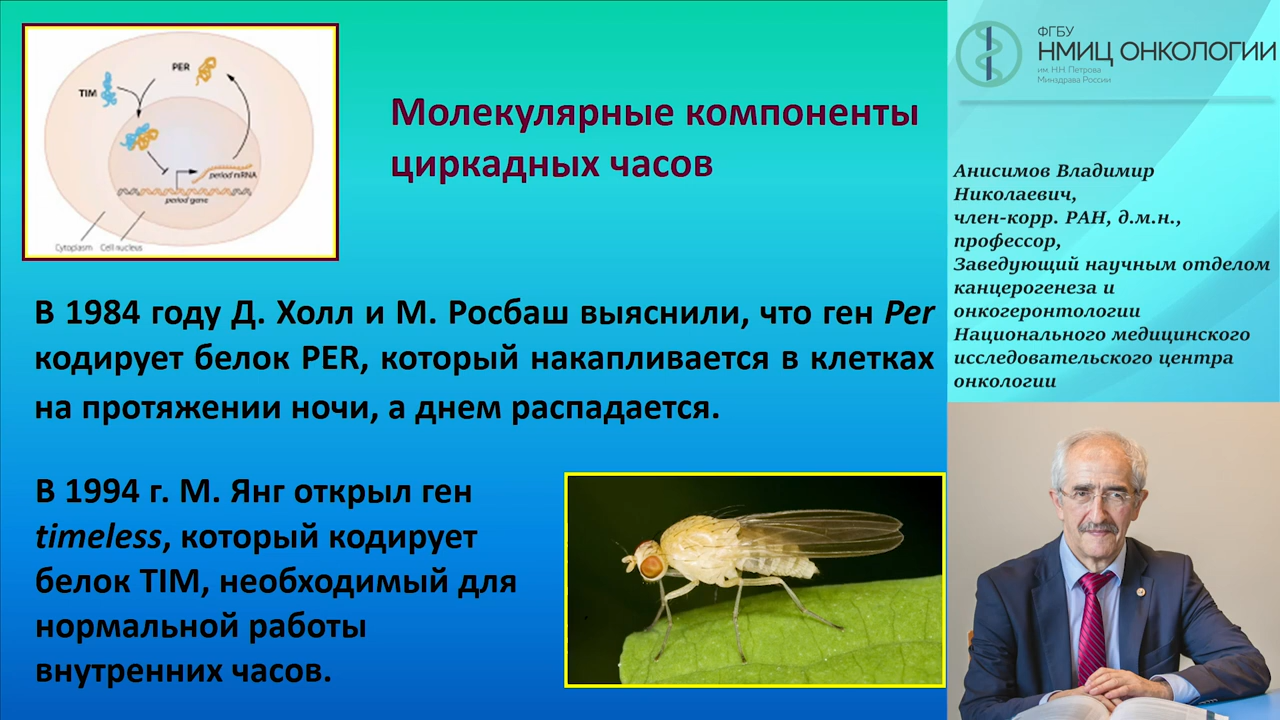 PER
TIM
period mRNA
period gene
Cytoplasm Cell nucleus
Молекулярные компоненты
циркадных часов
В 1984 году Д. Холл и М. Росбаш выяснили, что ген Per
кодирует белок PER, который накапливается в клетках
на протяжении ночи, а днем распадается.
В 1994 г. М. Янг открыл ген
timeless, который кодирует
белок TIM, необходимый для
нормальной работы
внутренних часов.
ФГБУ
НМИЦ ОНКОЛОГИИ
им. Н.Н. Петрова
Минздрава России
Анисимов Владимир
Николаевич,
член-корр. РАН, д.м.н.,
профессор,
Заведующий научным отделом
канцерогенеза и
онкогеронтологии
Национального медицинского
исследовательского центра
онкологии